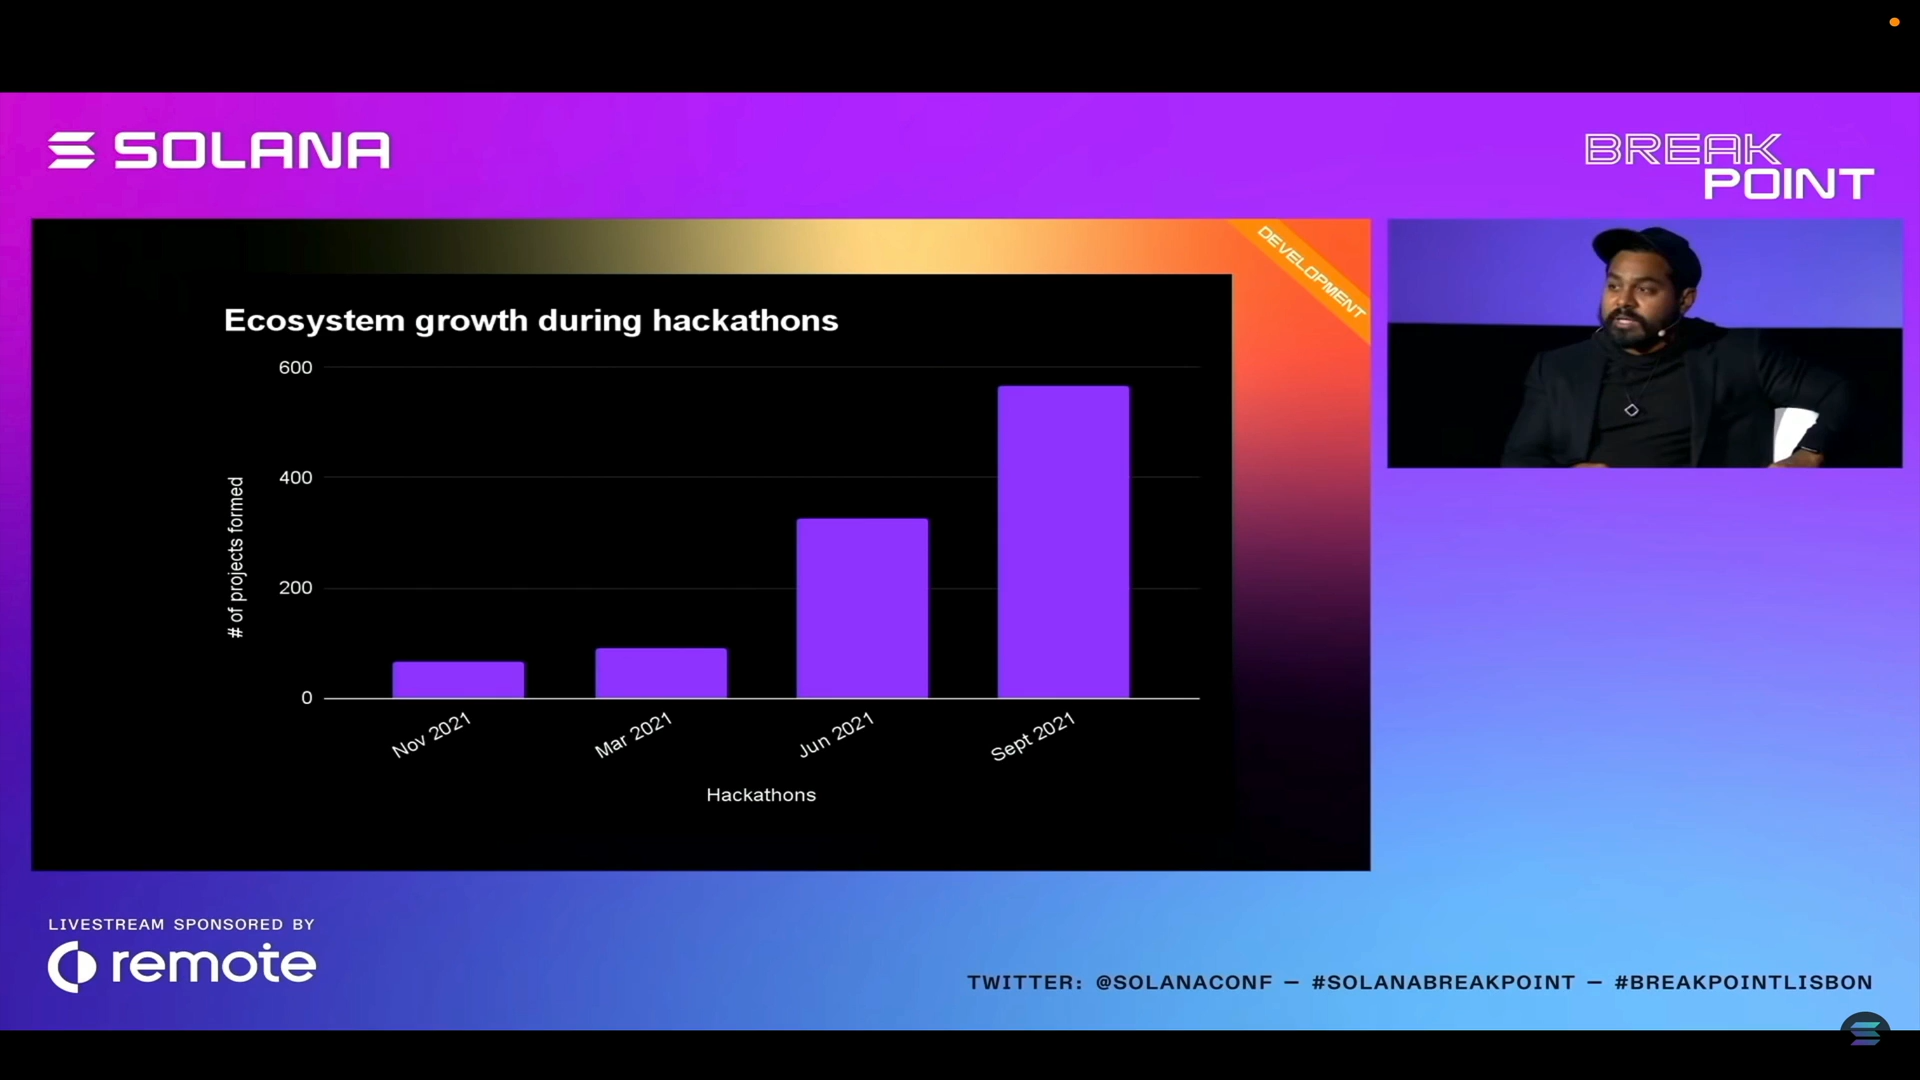 SOLANA
BREAK
POINT
DEVELOPMENT
Ecosystem growth during hackathons
600
400
200
0
# of projects formed
Nov 2021
Mar 2021
Jun 2021
Sept 2021
Hackathons
LIVESTREAM SPONSORED BY
remote
TWITTER: @SOLANACONF — #SOLANABREAKPOINT — #BREAKPOINTLISBON